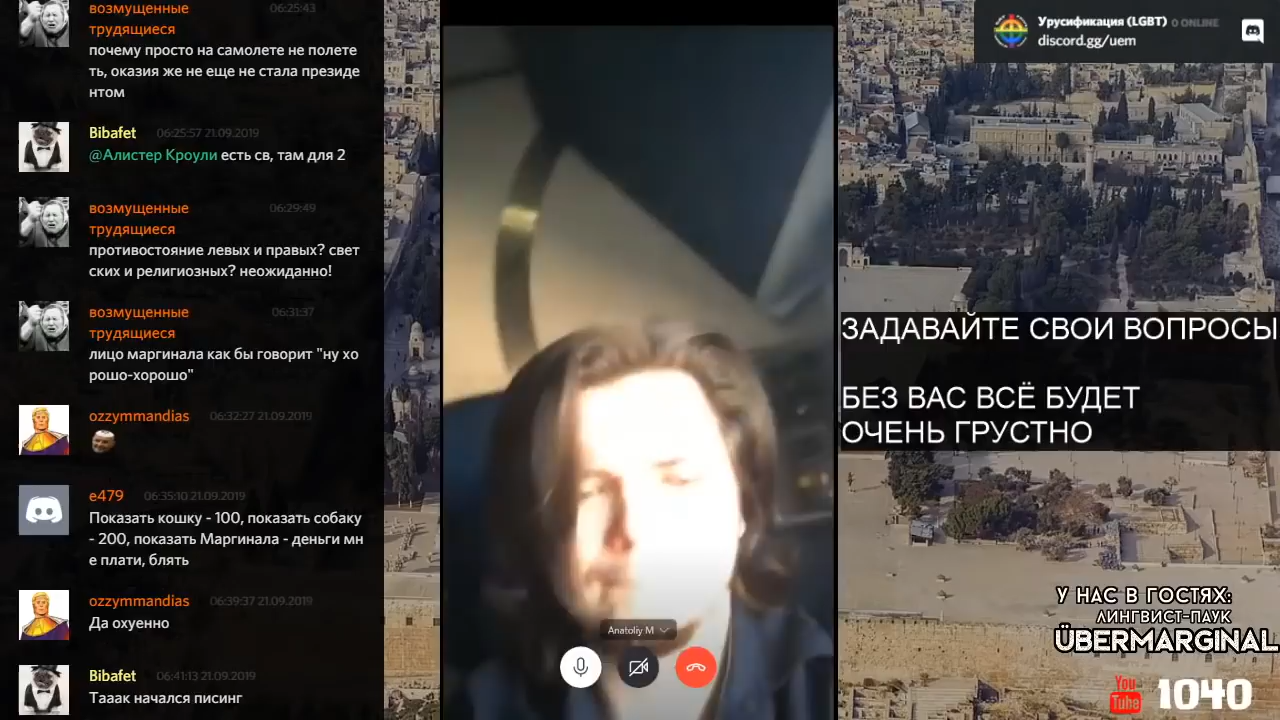 возмущенные
трудящиеся
06:25:43
почему просто на самолете не полете
ть, оказия же не еще не стала президе
нтом
Bibafet 06:25:57 21.09.2019
@Алистер Кроули есть св, там для 2
возмущенные 06:29:49
трудящиеся
противостояние левых и правых? свет
ских и религиозных? неожиданно!
возмущенные 06:31:37
трудящиеся
лицо маргинала как бы говорит "ну хо
рошо-хорошо"
ozzymmandias 06:32:27 21.09.2019
e479 06:35:10 21.09.2019
Показать кошку - 100, показать собаку
- 200, показать Маргинала - деньги мн
е плати, блять
ozzymmandias 06:39:37 21.09.2019
Да охуенно
Bibafet 06:41:13 21.09.2019
Тааак начался писинг
Anatoliy M
Урусификация (LGBT) 0 ONLINE
discord.gg/uem
ЗАДАВАЙТЕ СВОИ ВОПРОСЫ
БЕЗ ВАС ВСЁ БУДЕТ
ОЧЕНЬ ГРУСТНО
У НАС В ГОСТЯХ:
ЛИНГВИСТ-ПАУК
ÜBERMARGINAL
You
Tube 1040